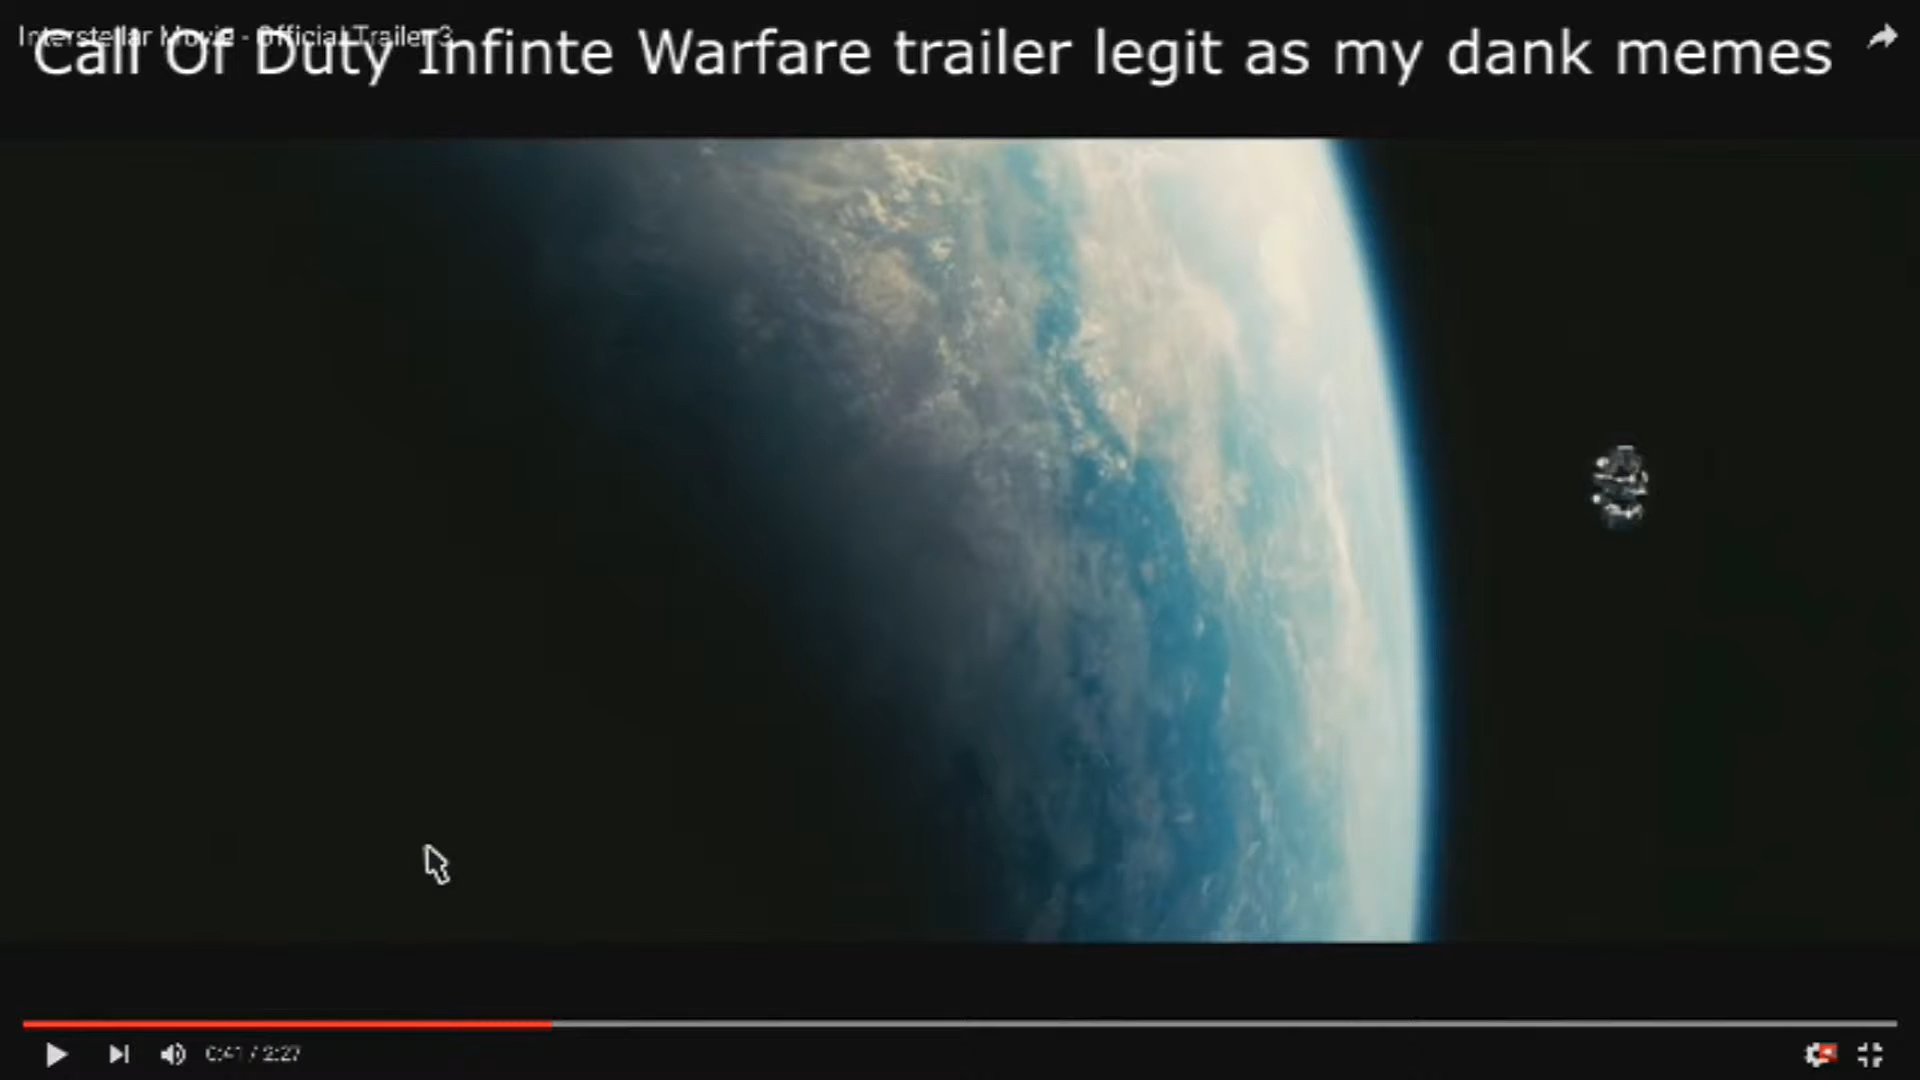 Interstellar Movie - Official Trailer 3
Call Of Duty Infinte Warfare trailer legit as my dank memes
0:41 / 2:27